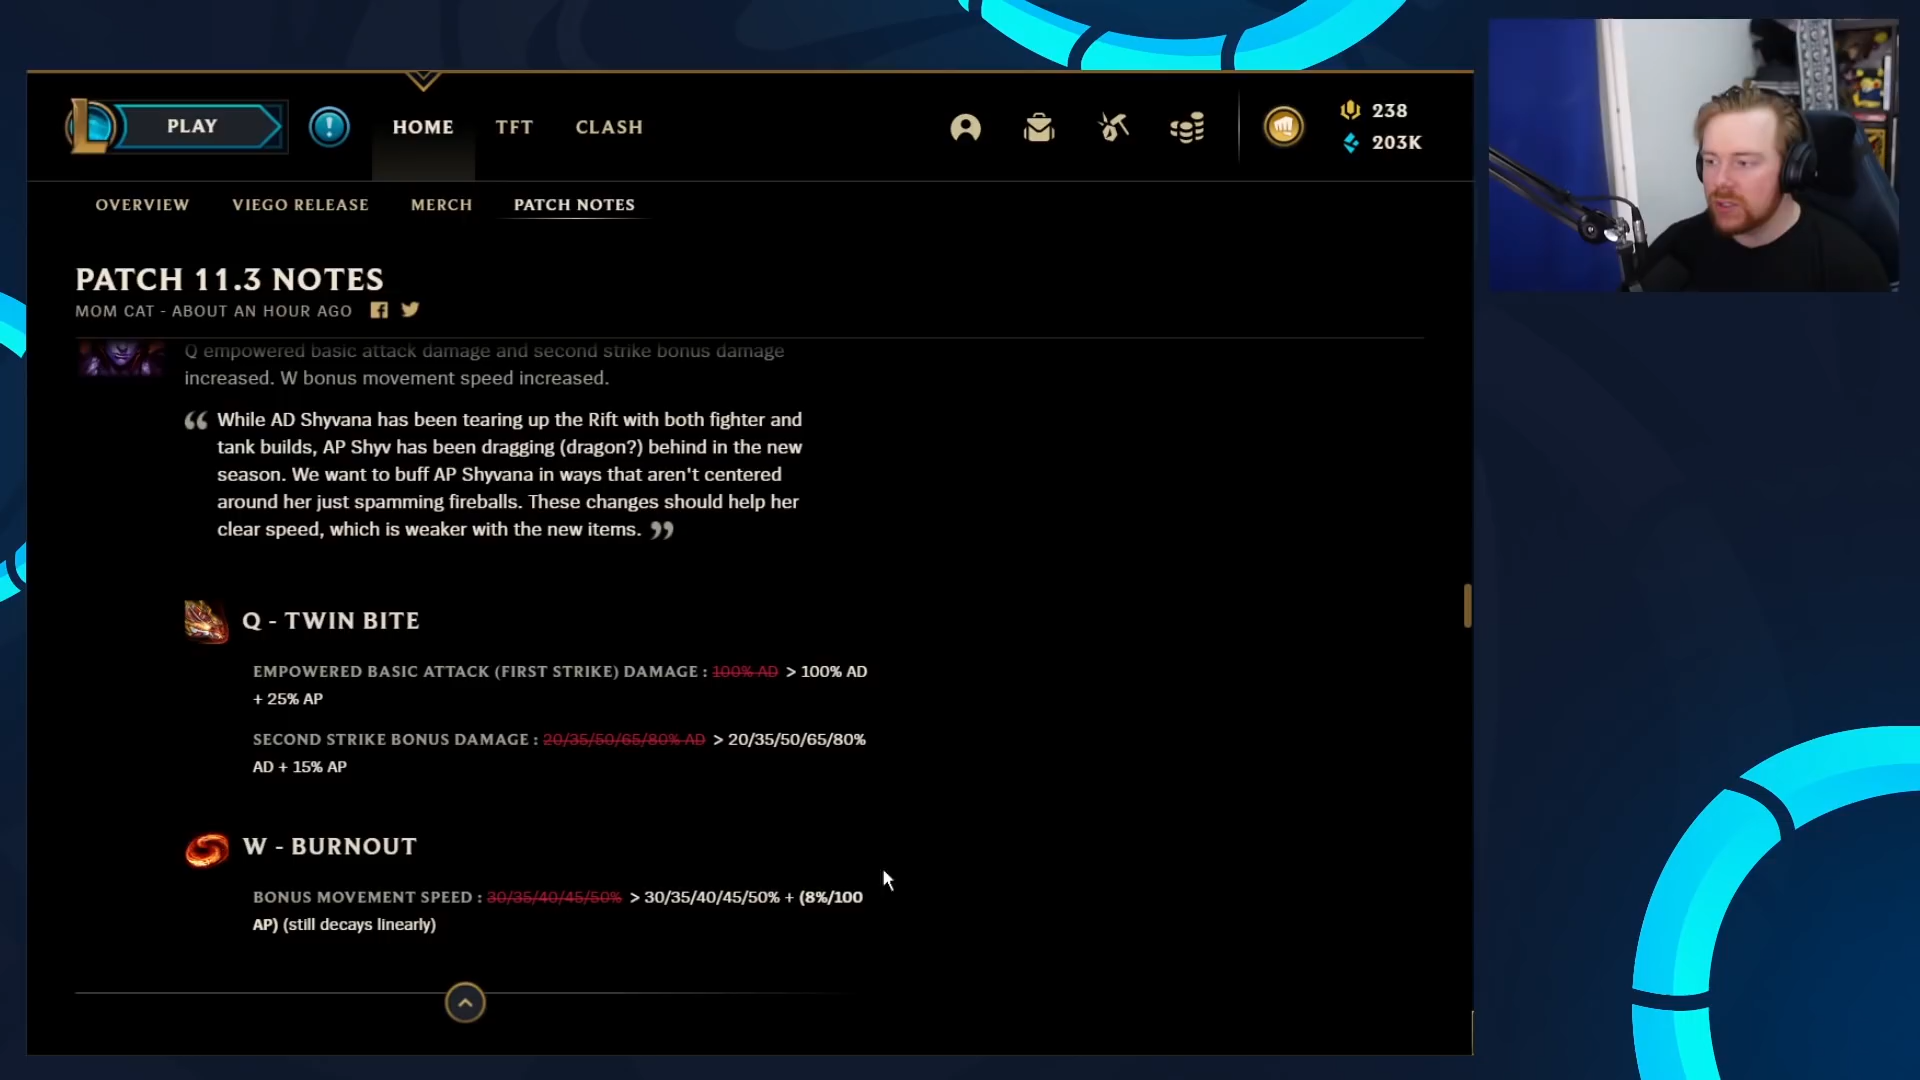 PLAY
HOME
TFT
CLASH
238
203K
OVERVIEW
VIEGO RELEASE
MERCH
PATCH NOTES
PATCH 11.3 NOTES
MOM CAT - ABOUT AN HOUR AGO
Q empowered basic attack damage and second strike bonus damage
increased. W bonus movement speed increased.
“ While AD Shyvana has been tearing up the Rift with both fighter and
tank builds, AP Shyv has been dragging (dragon?) behind in the new
season. We want to buff AP Shyvana in ways that aren't centered
around her just spamming fireballs. These changes should help her
clear speed, which is weaker with the new items. ”
Q - TWIN BITE
EMPOWERED BASIC ATTACK (FIRST STRIKE) DAMAGE : 100% AD > 100% AD
+ 25% AP
SECOND STRIKE BONUS DAMAGE : 20/35/50/65/80% AD > 20/35/50/65/80%
AD + 15% AP
W - BURNOUT
BONUS MOVEMENT SPEED : 30/35/40/45/50% > 30/35/40/45/50% + (8%/100
AP) (still decays linearly)